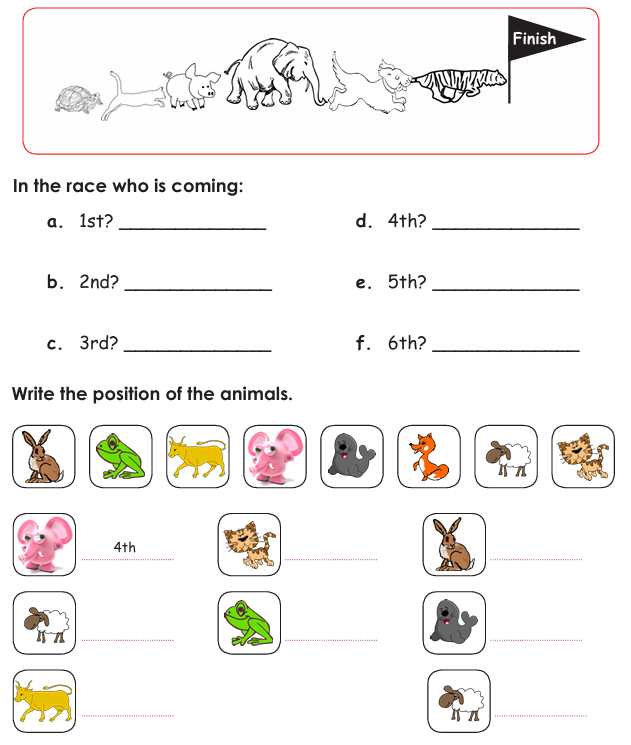 Finish
In the race who is coming:
a. 1st? _______________ d. 4th? _______________
b. 2nd? _______________ e. 5th? _______________
c. 3rd? _______________ f. 6th? _______________
Write the position of the animals.
4th